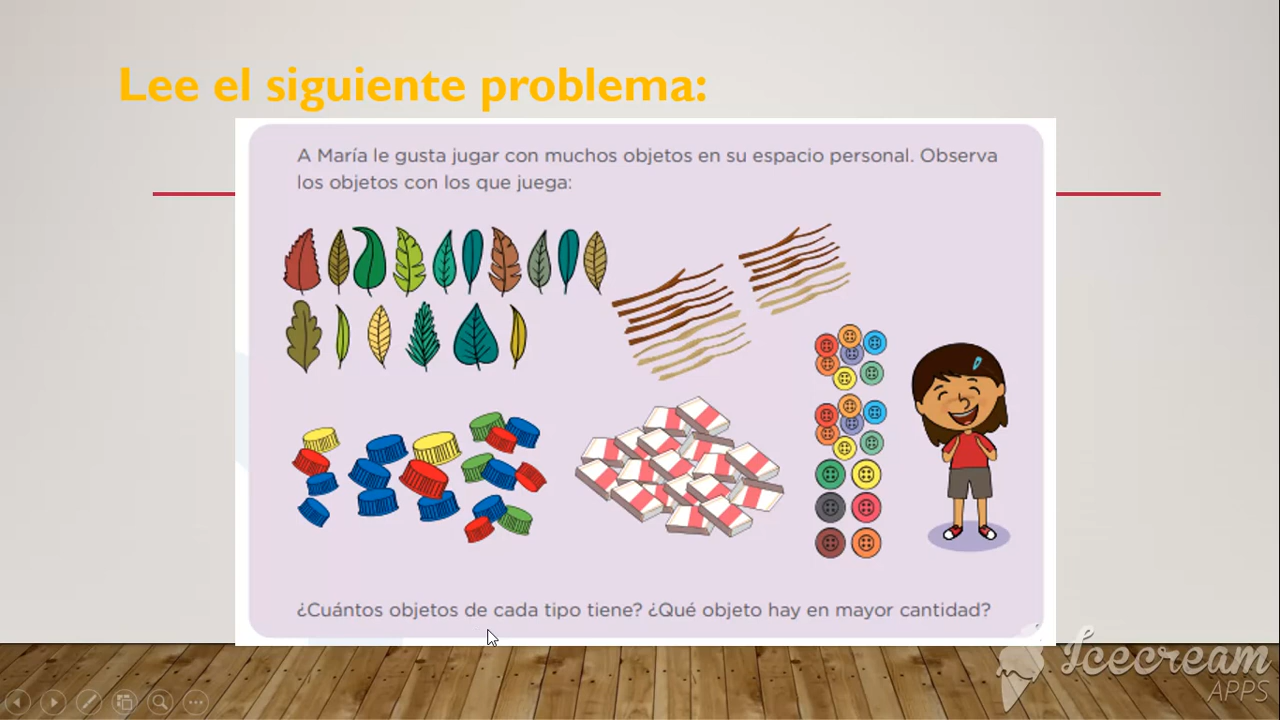 Lee el siguiente problema:
A María le gusta jugar con muchos objetos en su espacio personal. Observa
los objetos con los que juega:
¿Cuántos objetos de cada tipo tiene? ¿Qué objeto hay en mayor cantidad?
Icecream
APPS